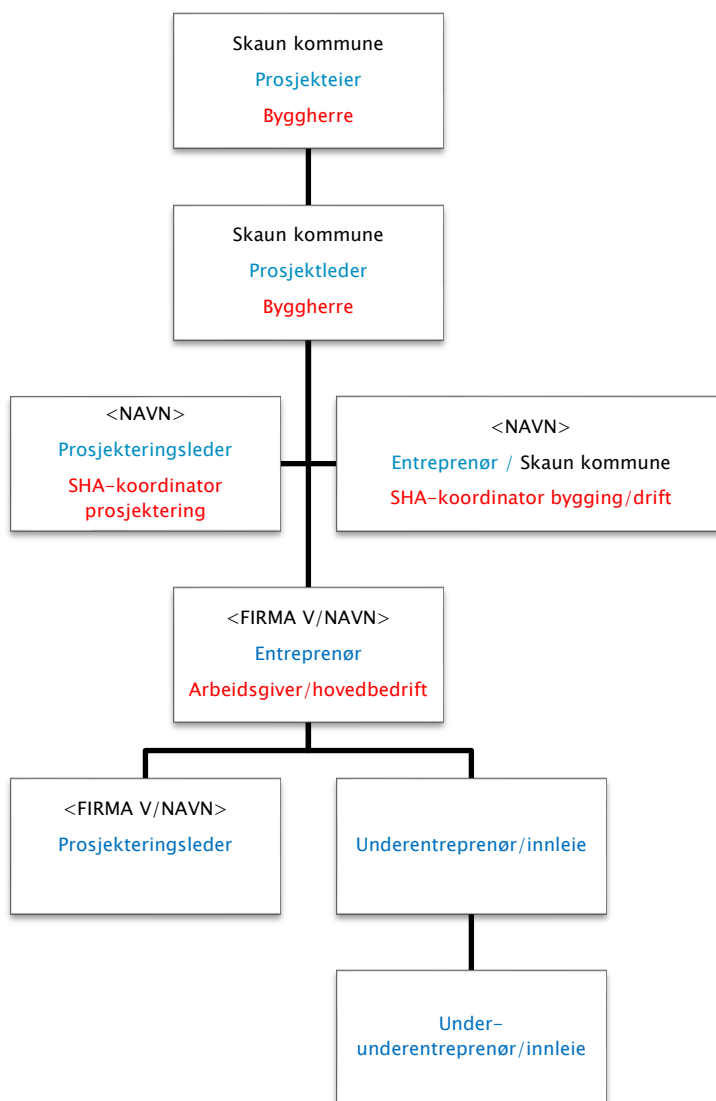 Skaun kommune
Prosjekteier
Byggherre
Skaun kommune
Prosjektleder
Byggherre
<NAVN>
Prosjekteringsleder
SHA-koordinator
prosjektering
<NAVN>
Entreprenør / Skaun kommune
SHA-koordinator bygging/drift
<FIRMA V/NAVN>
Entreprenør
Arbeidsgiver/hovedbedrift
<FIRMA V/NAVN>
Prosjekteringsleder
Underentreprenør/innleie
Under-
underentreprenør/innleie